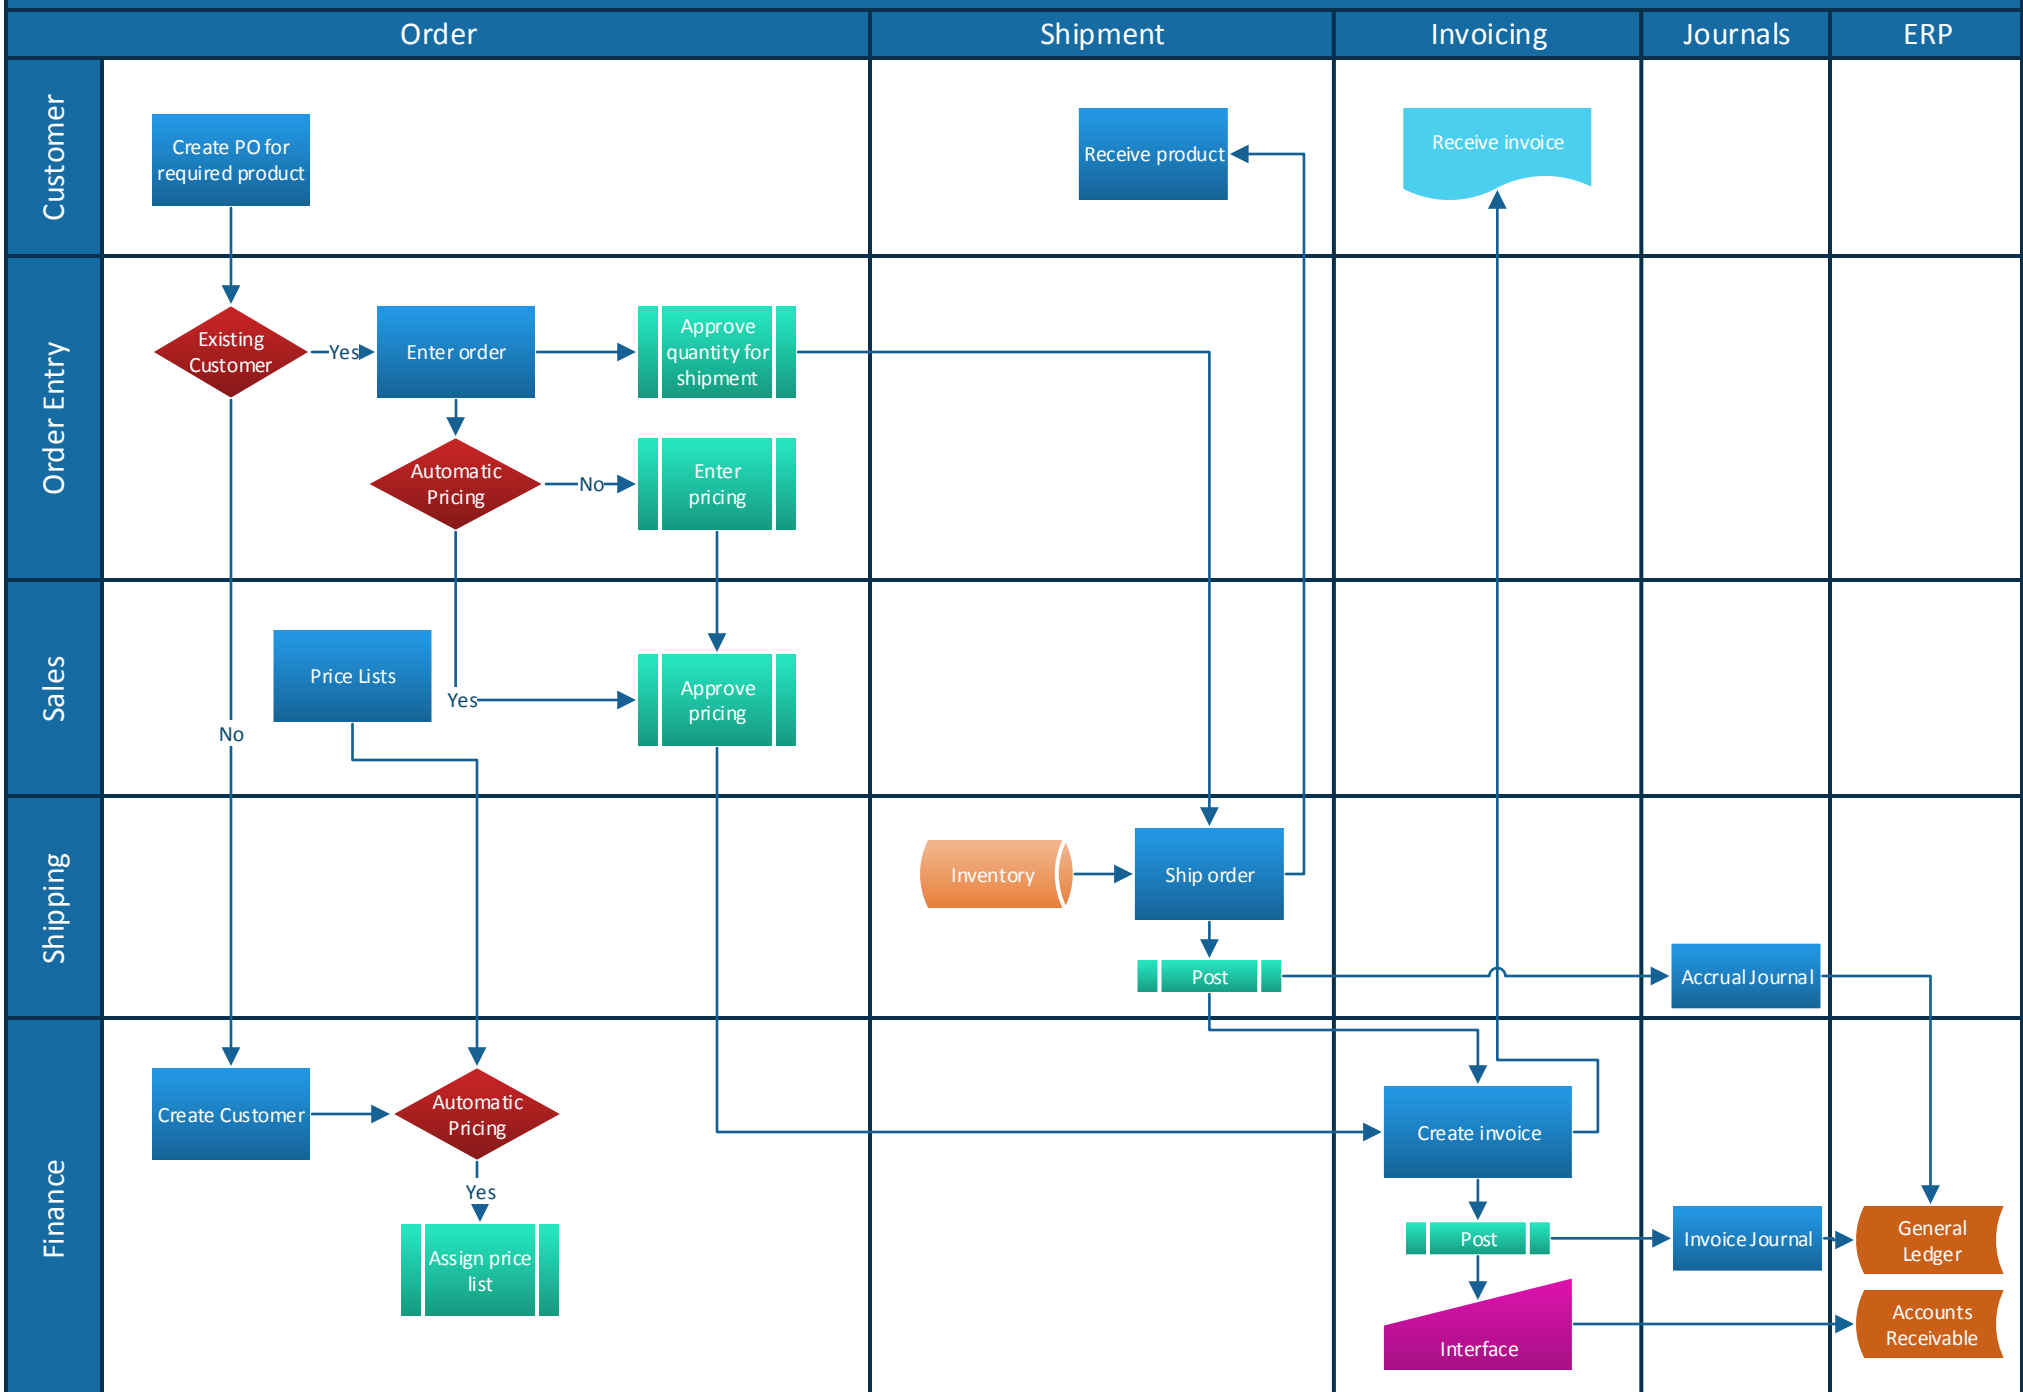 Order
Shipment
Invoicing
Journals
ERP
Customer
Create PO for
required product
Receive product
Receive invoice
Order Entry
Existing
Customer
Yes
Enter order
Approve
quantity for
shipment
Automatic
Pricing
No
Enter
pricing
Sales
Price Lists
Yes
Approve
pricing
No
Shipping
Inventory
Ship order
Post
Accrual Journal
Finance
Create Customer
Automatic
Pricing
Create invoice
Yes
Assign price
list
Post
Invoice Journal
General
Ledger
Interface
Accounts
Receivable